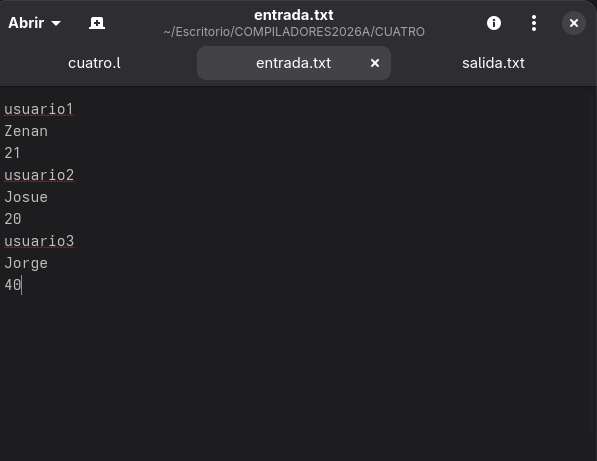 Abrir
entrada.txt
~/Escritorio/COMPILADORES2026A/CUATRO
cuatro.l
entrada.txt
salida.txt
usuario1
Zenan
21
usuario2
Josue
20
usuario3
Jorge
40